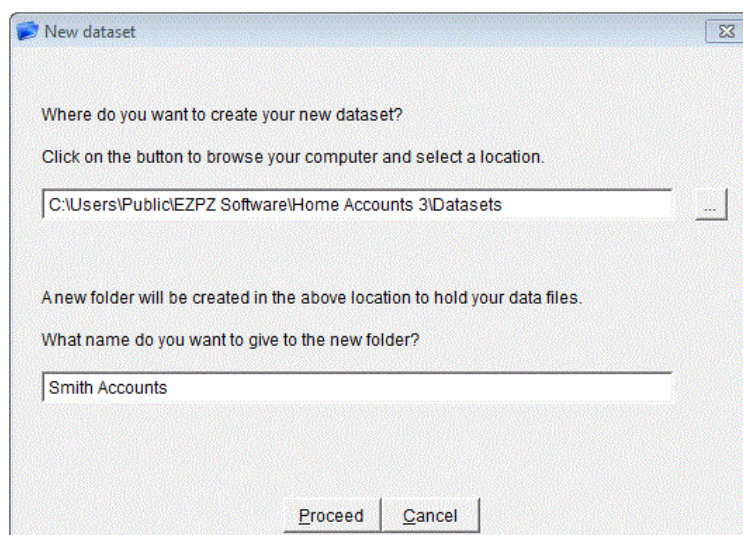 New dataset
Where do you want to create your new dataset?
Click on the button to browse your computer and select a location.
C:\Users\Public\EZPZ Software\Home Accounts 3\Datasets
...
A new folder will be created in the above location to hold your data files.
What name do you want to give to the new folder?
Smith Accounts
Proceed
Cancel